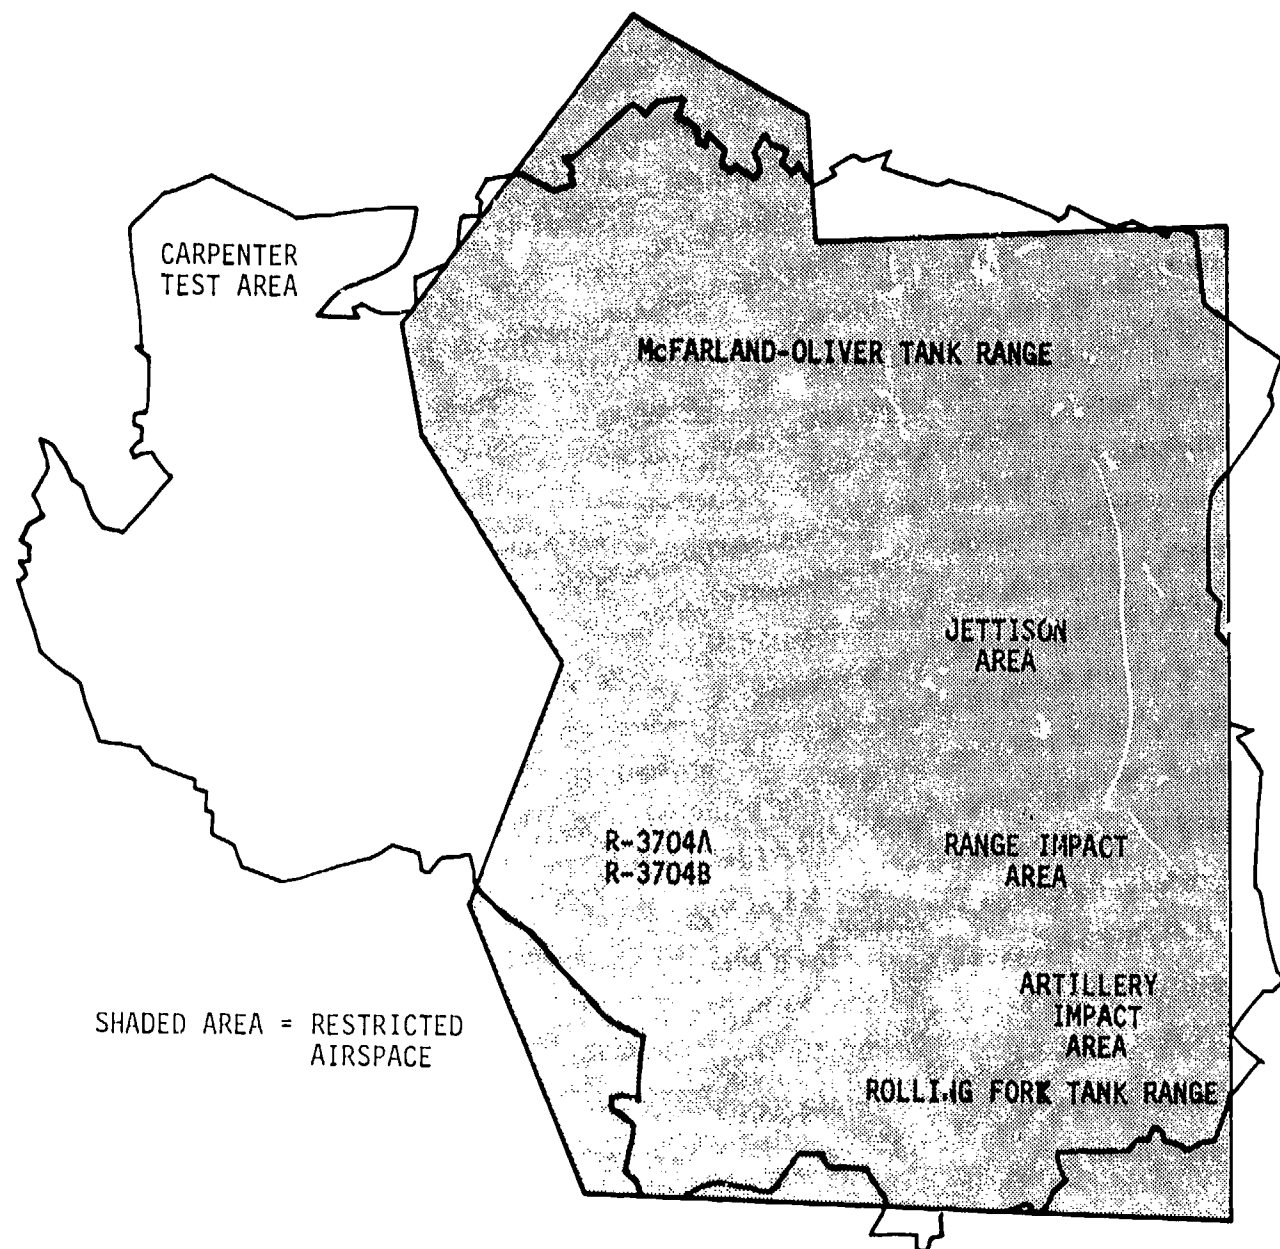 CARPENTER
TEST AREA
McFARLAND-OLIVER TANK RANGE
JETTISON
AREA
R-3704A
R-3704B
RANGE IMPACT
AREA
ARTILLERY
IMPACT
AREA
SHADED AREA = RESTRICTED
AIRSPACE
ROLLING FORK TANK RANGE